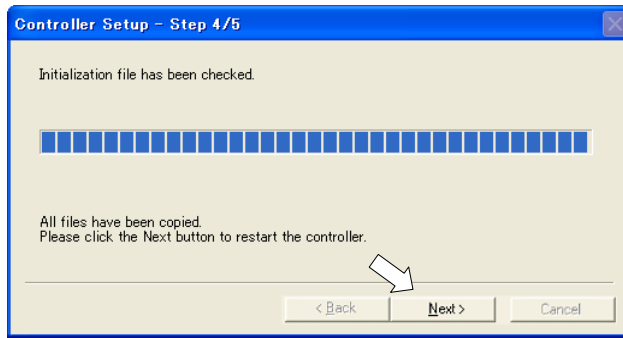 Controller Setup - Step 4/5
Initialization file has been checked.
All files have been copied.
Please click the Next button to restart the controller.
< Back
Next >
Cancel